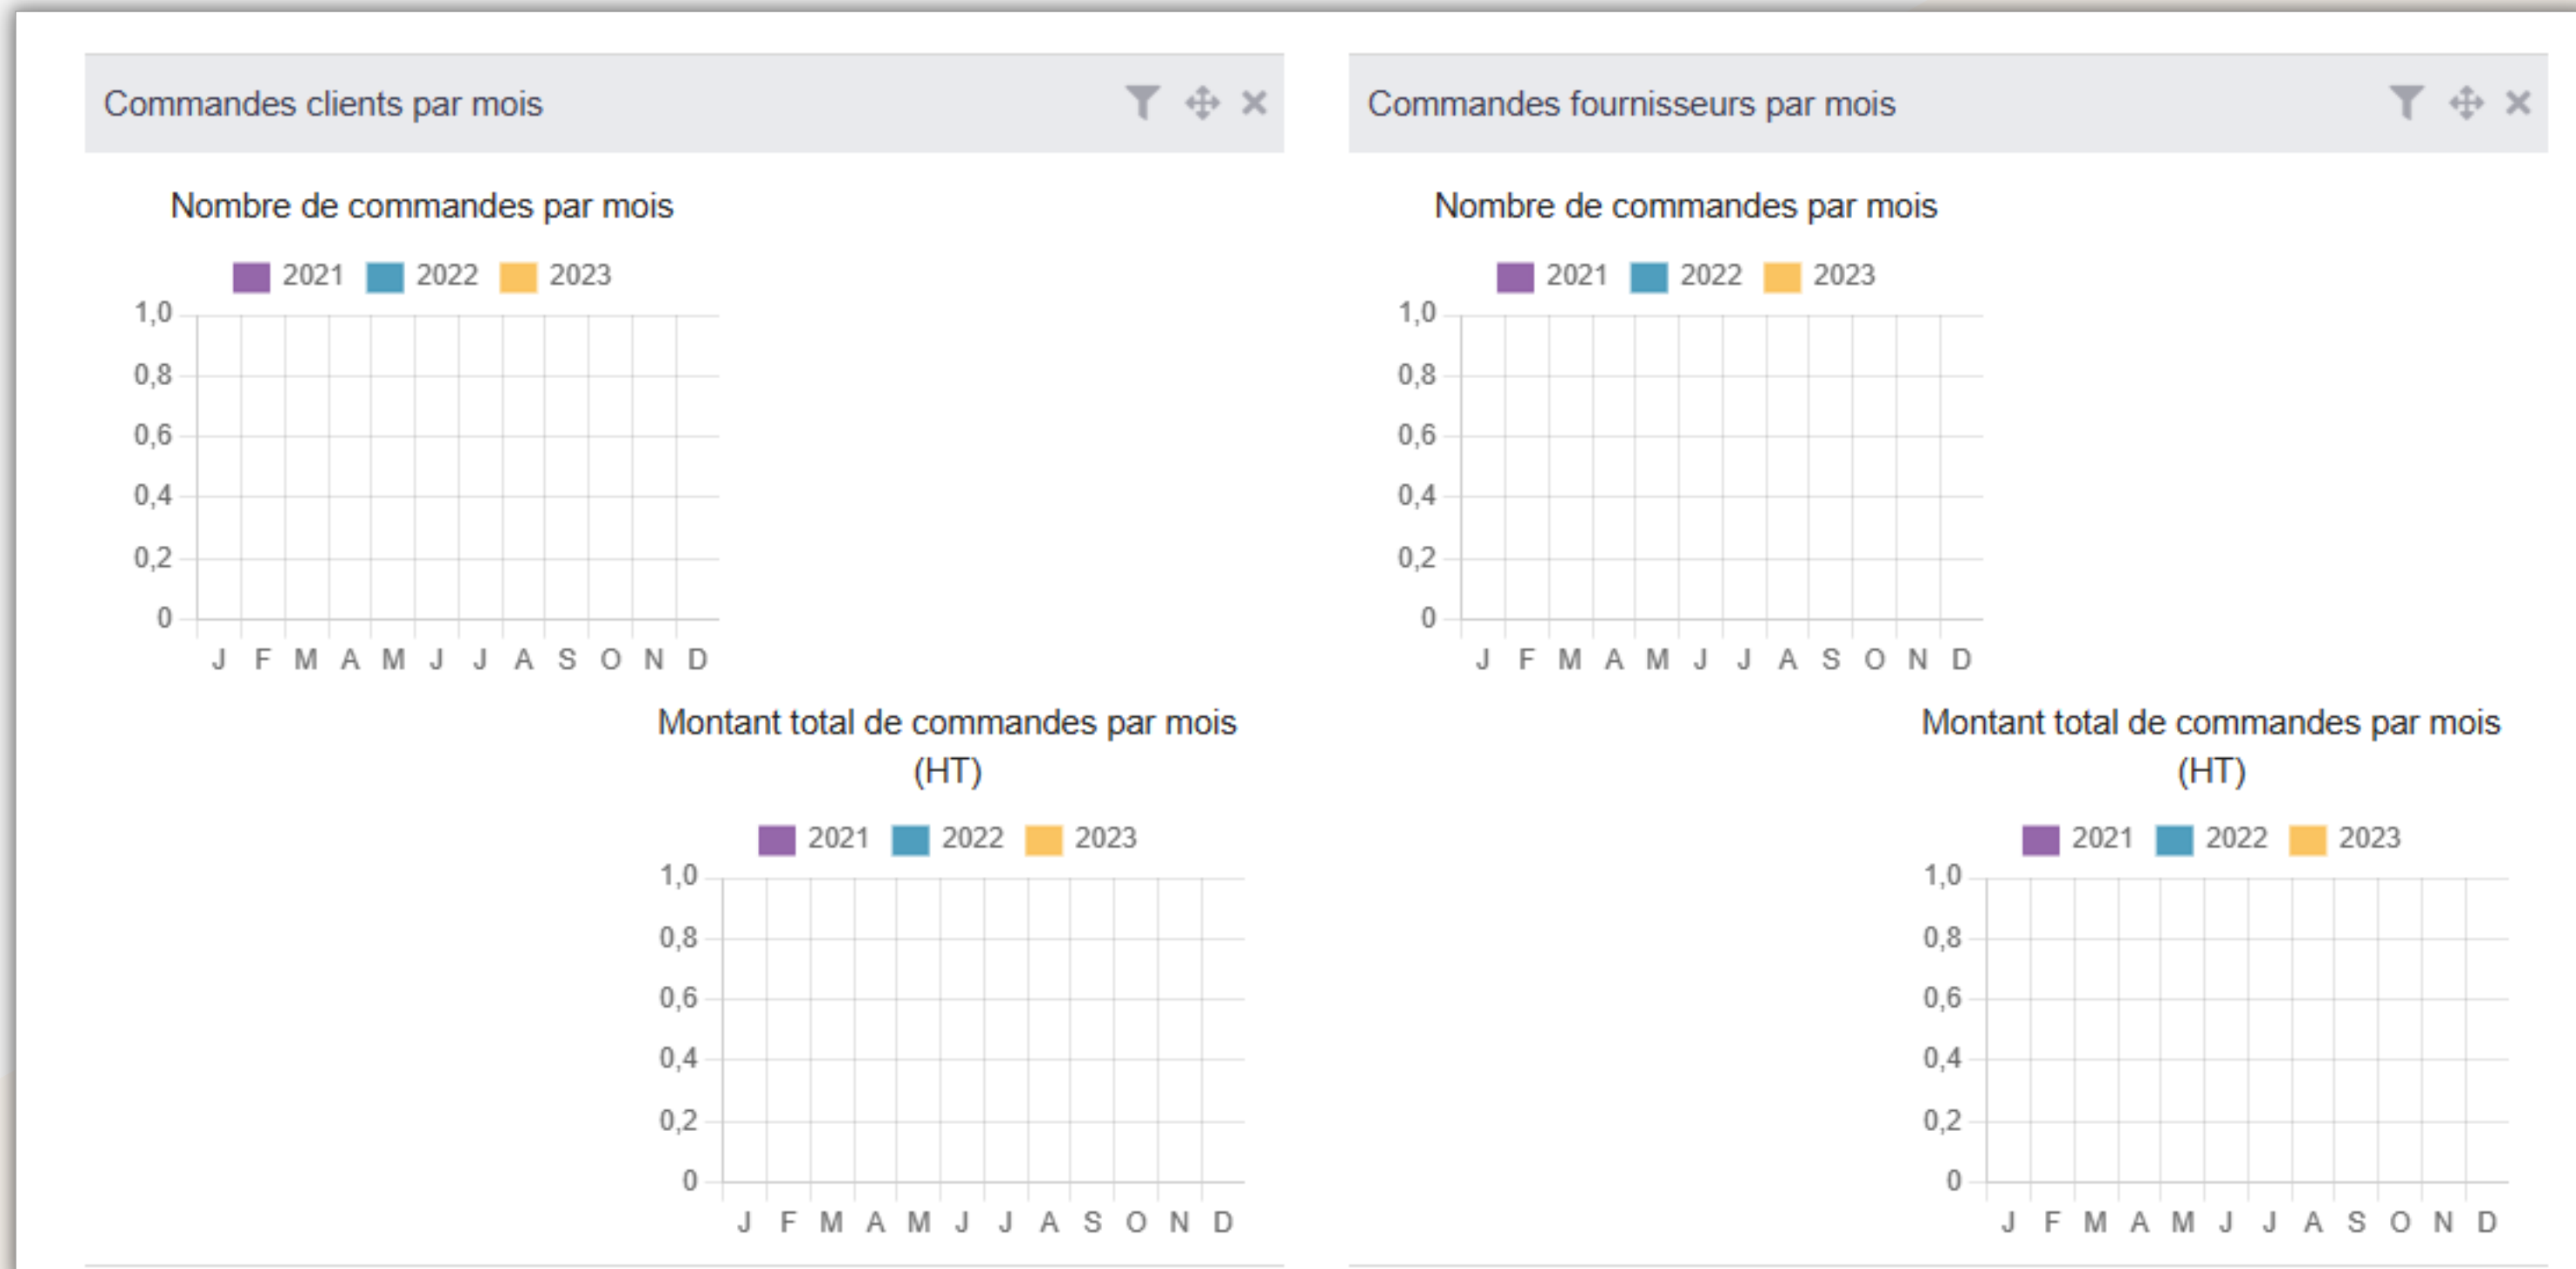 Commandes clients par mois
Nombre de commandes par mois
2021 2022 2023
1,0
0,8
0,6
0,4
0,2
0
J F M A M J J A S O N D
Montant total de commandes par mois
(HT)
2021 2022 2023
1,0
0,8
0,6
0,4
0,2
0
J F M A M J J A S O N D
Commandes fournisseurs par mois
Nombre de commandes par mois
2021 2022 2023
1,0
0,8
0,6
0,4
0,2
0
J F M A M J J A S O N D
Montant total de commandes par mois
(HT)
2021 2022 2023
1,0
0,8
0,6
0,4
0,2
0
J F M A M J J A S O N D